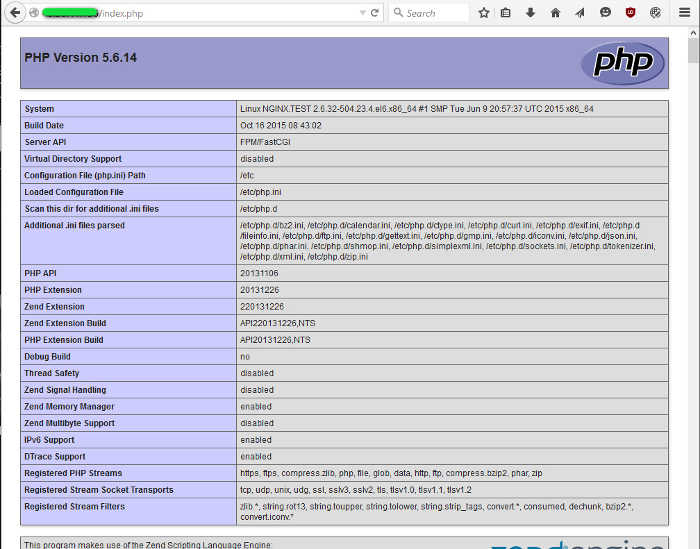 /index.php
Search
PHP Version 5.6.14
php
System Linux NGINX.TEST 2.6.32-504.23.4.el6.x86_64 #1 SMP Tue Jun 9 20:57:37 UTC 2015 x86_64
Build Date Oct 16 2015 08:43:02
Server API FPM/FastCGI
Virtual Directory Support disabled
Configuration File (php.ini) Path /etc
Loaded Configuration File /etc/php.ini
Scan this dir for additional .ini files /etc/php.d
Additional .ini files parsed /etc/php.d/bz2.ini, /etc/php.d/calendar.ini, /etc/php.d/ctype.ini, /etc/php.d/curl.ini, /etc/php.d/exif.ini, /etc/php.d
/fileinfo.ini, /etc/php.d/ftp.ini, /etc/php.d/gettext.ini, /etc/php.d/gmp.ini, /etc/php.d/iconv.ini, /etc/php.d/json.ini,
/etc/php.d/phar.ini, /etc/php.d/shmop.ini, /etc/php.d/simplexml.ini, /etc/php.d/sockets.ini, /etc/php.d/tokenizer.ini,
/etc/php.d/xml.ini, /etc/php.d/zip.ini
PHP API 20131106
PHP Extension 20131226
Zend Extension 220131226
Zend Extension Build API220131226,NTS
PHP Extension Build API20131226,NTS
Debug Build no
Thread Safety disabled
Zend Signal Handling disabled
Zend Memory Manager enabled
Zend Multibyte Support disabled
IPv6 Support enabled
DTrace Support enabled
Registered PHP Streams https, ftps, compress.zlib, php, file, glob, data, http, ftp, compress.bzip2, phar, zip
Registered Stream Socket Transports tcp, udp, unix, udg, ssl, sslv3, sslv2, tls, tlsv1.0, tlsv1.1, tlsv1.2
Registered Stream Filters zlib.*, string.rot13, string.toupper, string.tolower, string.strip_tags, convert.*, consumed, dechunk, bzip2.*,
convert.iconv.*
This program makes use of the Zend Scripting Language Engine:
zend engine